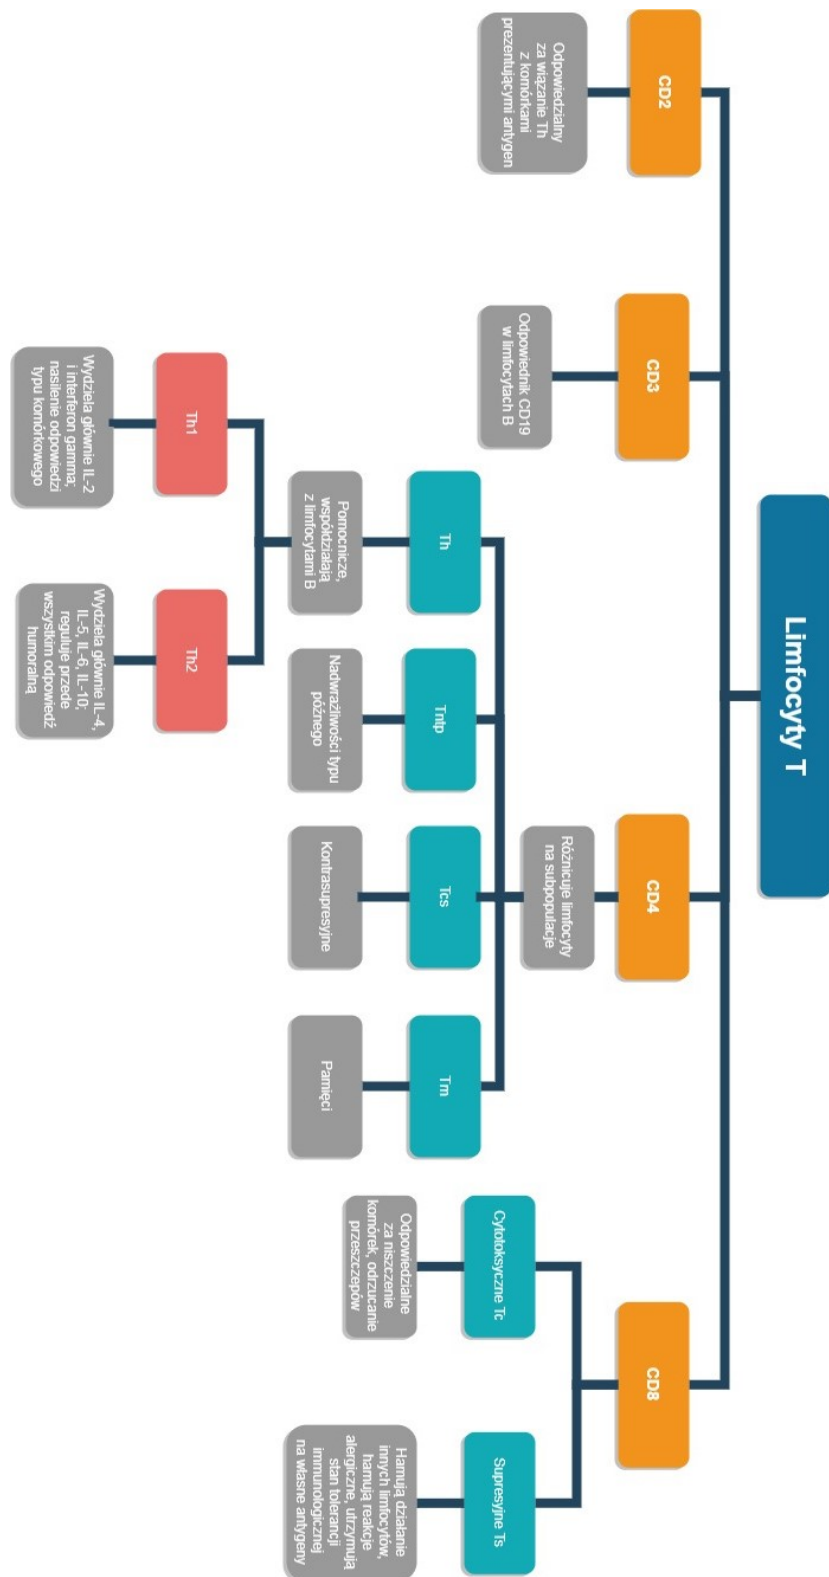 Limfocyty T
CD2
Odpowiedzialny
za wiązanie Th
z komórkami
prezentującymi antygen
CD3
Odpowiednik CD19
w limfocytach B
CD4
Różnicuje limfocyty
na subpopulacje
Th
Pomocnicze,
współdziałają
z limfocytami B
Th1
Wydziela głównie IL-2
i interferon gamma;
nasilenie odpowiedzi
typu komórkowego
Th2
Wydziela głównie IL-4,
IL-5, IL-6, IL-10;
reguluje przede
wszystkim odpowiedź
humoralną
Tntp
Nadwrażliwości typu
późnego
Tcs
Kontrasupresyjne
Tm
Pamięci
CD8
Cytotoksyczne Tc
Odpowiedzialne
za niszczenie
komórek, odrzucanie
przeszczepów
Supresyjne Ts
Hamują działanie
innych limfocytów,
hamują reakcje
alergiczne, utrzymują
stan tolerancji
immunologicznej
na własne antygeny